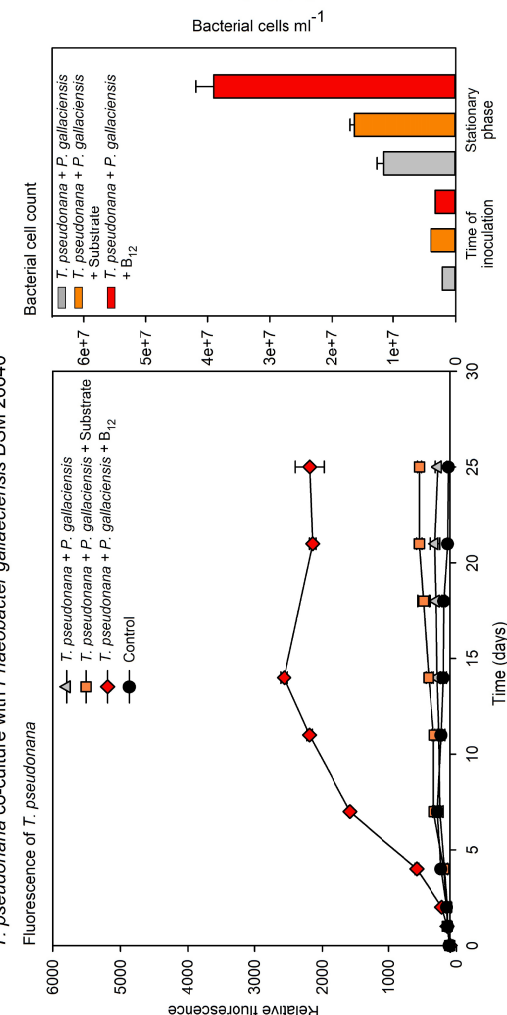 T. pseudonana co-culture with Phaeobacter gallaeciensis DSM 26640
Fluorescence of T. pseudonana
T. pseudonana + P. gallaciensis
T. pseudonana + P. gallaciensis + Substrate
T. pseudonana + P. gallaciensis + B12
Control
Relative fluorescence
6000
5000
4000
3000
2000
1000
0
0
5
10
15
20
25
30
Time (days)
Bacterial cell count
T. pseudonana + P. gallaciensis
T. pseudonana + P. gallaciensis
+ Substrate
T. pseudonana + P. gallaciensis
+ B12
6e+7
5e+7
4e+7
3e+7
2e+7
1e+7
0
Time of
inoculation
Stationary
phase
Bacterial cells ml-1